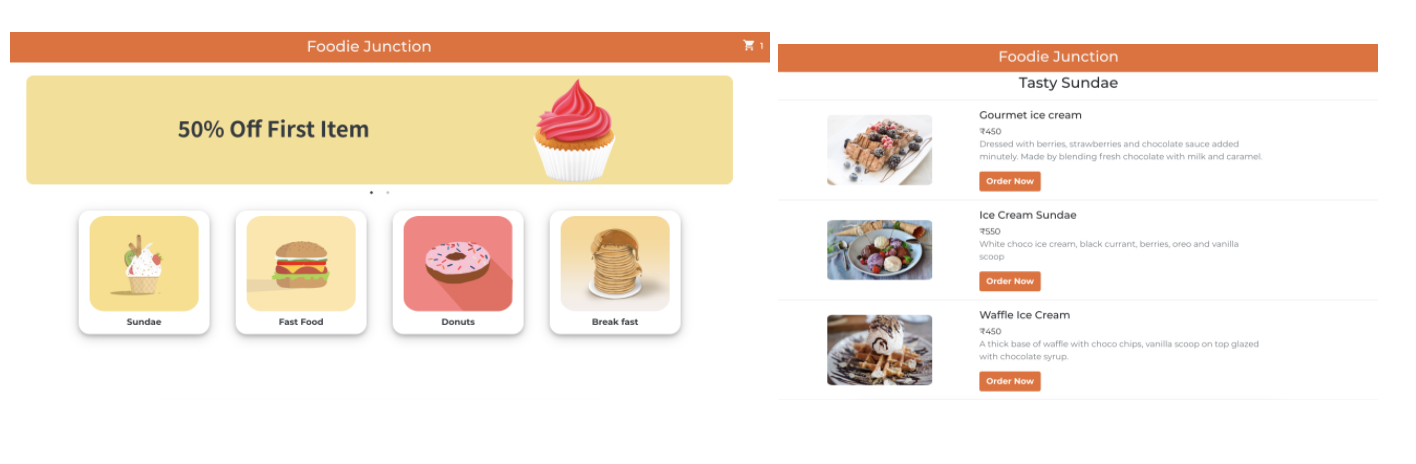 Foodie Junction
1
50% Off First Item
Sundae
Fast Food
Donuts
Break fast
Foodie Junction
Tasty Sundae
Gourmet ice cream
₹450
Dressed with berries, strawberries and chocolate sauce added
minutely. Made by blending fresh chocolate with milk and caramel.
Order Now
Ice Cream Sundae
₹550
White choco ice cream, black currant, berries, oreo and vanilla
scoop
Order Now
Waffle Ice Cream
₹450
A thick base of waffle with choco chips, vanilla scoop on top glazed
with chocolate syrup.
Order Now